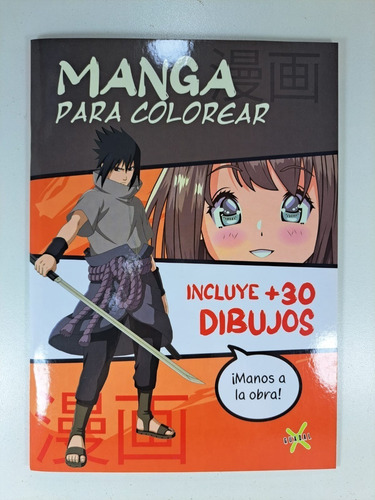 漫画
MANGA
PARA COLOREAR
INCLUYE +30
DIBUJOS
¡Manos a
la obra!
漫画